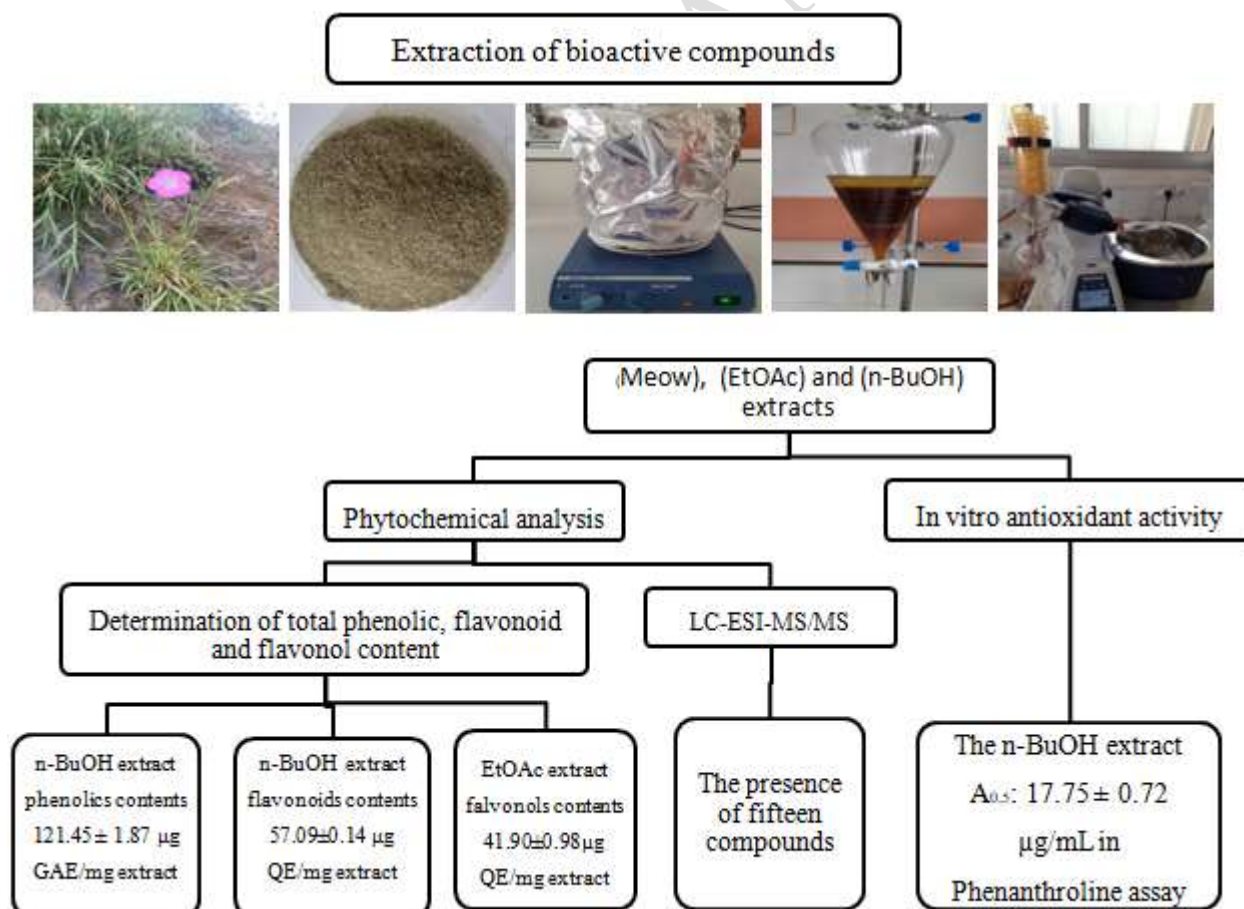 Extraction of bioactive compounds
(Meow), (EtOAc) and (n-BuOH)
extracts
Phytochemical analysis
In vitro antioxidant activity
Determination of total phenolic, flavonoid
and flavonol content
LC-ESI-MS/MS
n-BuOH extract
phenolics contents
121.45 ± 1.87 µg
GAE/mg extract
n-BuOH extract
flavonoids contents
57.09±0.14 µg
QE/mg extract
EtOAc extract
falvonols contents
41.90±0.98µg
QE/mg extract
The presence
of fifteen
compounds
The n-BuOH extract
A0.5: 17.75 ± 0.72
µg/mL in
Phenanthroline assay